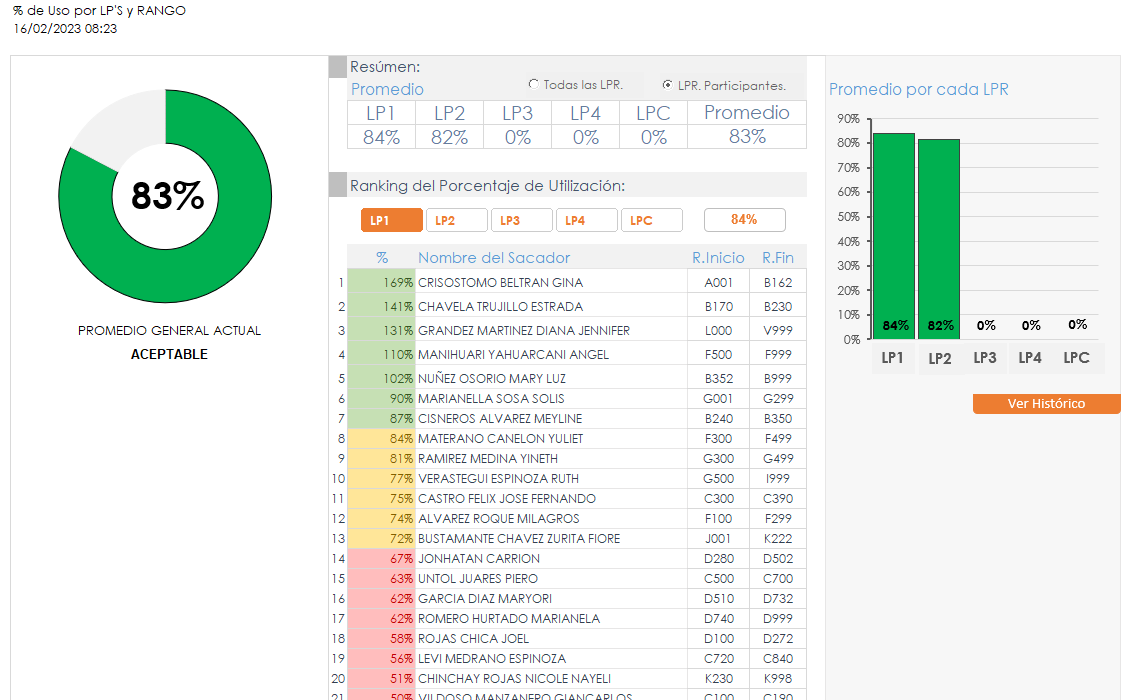 % de Uso por LP'S y RANGO
16/02/2023 08:23
83%
PROMEDIO GENERAL ACTUAL
ACEPTABLE
Resúmen:
Promedio
Todas las LPR.
LPR. Participantes.
LP1 LP2 LP3 LP4 LPC Promedio
84% 82% 0% 0% 0% 83%
Ranking del Porcentaje de Utilización:
LP1 LP2 LP3 LP4 LPC 84%
% Nombre del Sacador R.Inicio R.Fin
1 169% CRISOSTOMO BELTRAN GINA A001 B162
2 141% CHAVELA TRUJILLO ESTRADA B170 B230
3 131% GRANDEZ MARTINEZ DIANA JENNIFER L000 V999
4 110% MANIHUARI YAHUARCANI ANGEL F500 F999
5 102% NUÑEZ OSORIO MARY LUZ B352 B999
6 90% MARIANELLA SOSA SOLIS G001 G299
7 87% CISNEROS ALVAREZ MEYLINE B240 B350
8 84% MATERANO CANELON YULIET F300 F499
9 81% RAMIREZ MEDINA YINETH G300 G499
10 77% VERASTEGUI ESPINOZA RUTH G500 I999
11 75% CASTRO FELIX JOSE FERNANDO C300 C390
12 74% ALVAREZ ROQUE MILAGROS F100 F299
13 72% BUSTAMANTE CHAVEZ ZURITA FIORE J001 K222
14 67% JONHATAN CARRION D280 D502
15 63% UNTOL JUARES PIERO C500 C700
16 62% GARCIA DIAZ MARYORI D510 D732
17 62% ROMERO HURTADO MARIANELA D740 D999
18 58% ROJAS CHICA JOEL D100 D272
19 56% LEVI MEDRANO ESPINOZA C720 C840
20 51% CHINCHAY ROJAS NICOLE NAYELI K230 K998
21 50% VILDOSO MANZANERO GIANCARLOS C100 C190
Promedio por cada LPR
90%
80%
70%
60%
50%
40%
30%
20%
10%
0%
84% 82% 0% 0% 0%
LP1 LP2 LP3 LP4 LPC
Ver Histórico